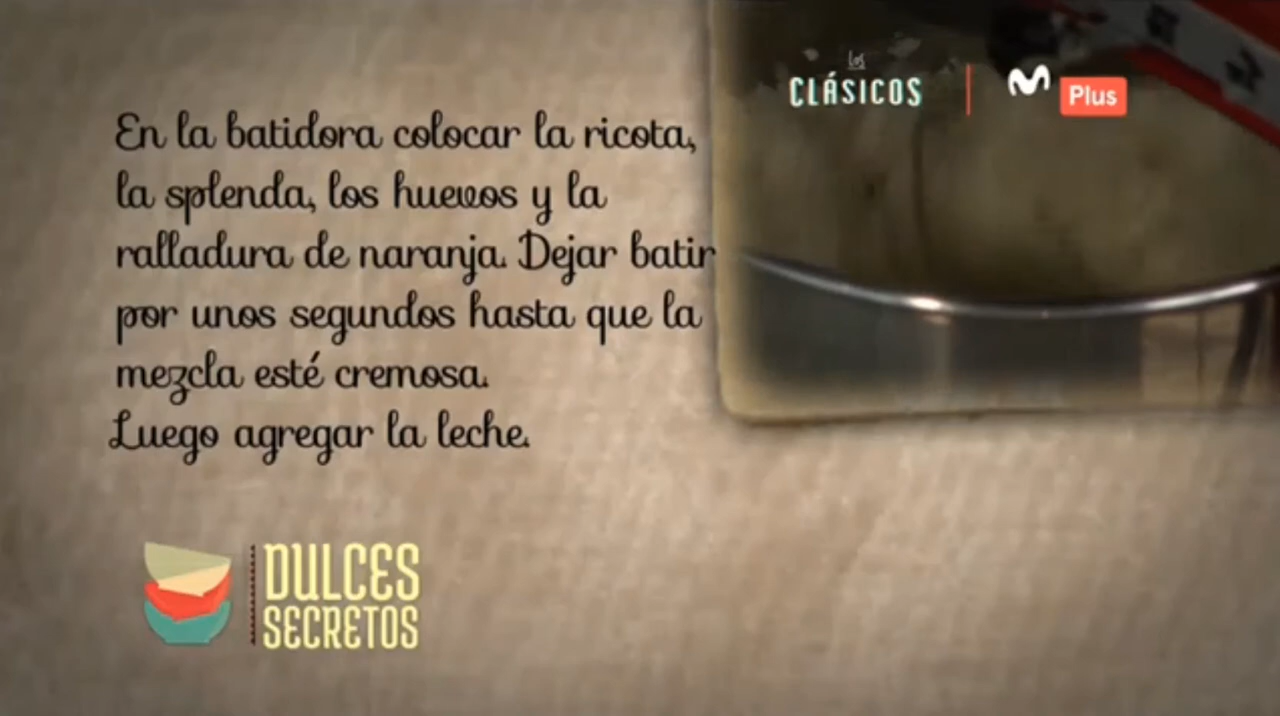 los
CLÁSICOS
Plus
En la batidora colocar la ricota,
la splenda, los huevos y la
ralladura de naranja. Dejar batir
por unos segundos hasta que la
mezcla esté cremosa.
Luego agregar la leche.
DULCES
SECRETOS